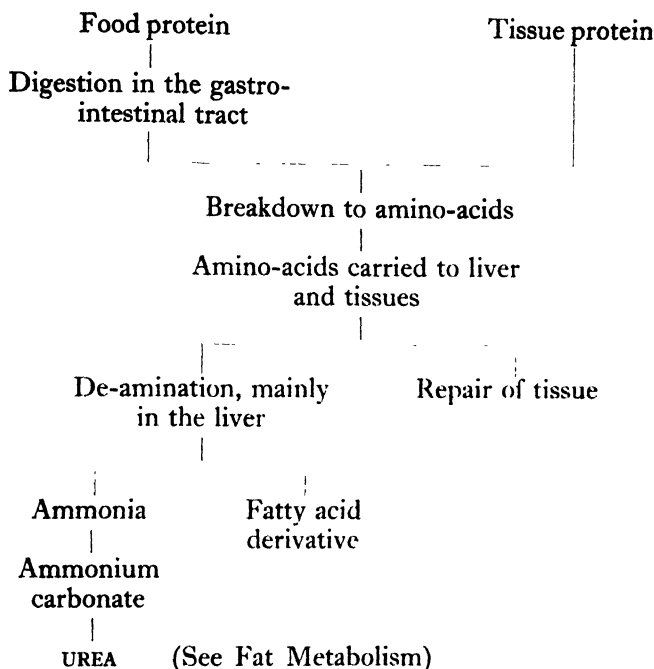 Food protein
Tissue protein
Digestion in the gastro-
intestinal tract
Breakdown to amino-acids
Amino-acids carried to liver
and tissues
De-amination, mainly
in the liver
Repair of tissue
Ammonia
Fatty acid
derivative
Ammonium
carbonate
UREA (See Fat Metabolism)